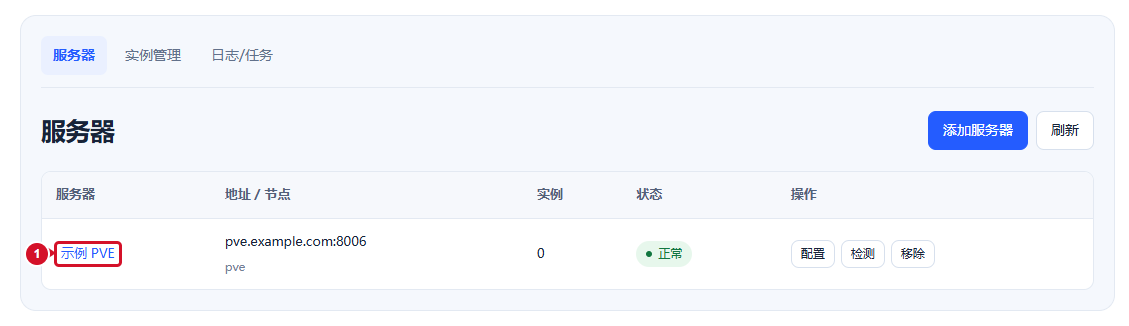 服务器 实例管理 日志/任务
服务器 添加服务器 刷新
服务器 地址 / 节点 实例 状态 操作
1 示例 PVE pve.example.com:8006 0 正常 配置 检测 移除
pve